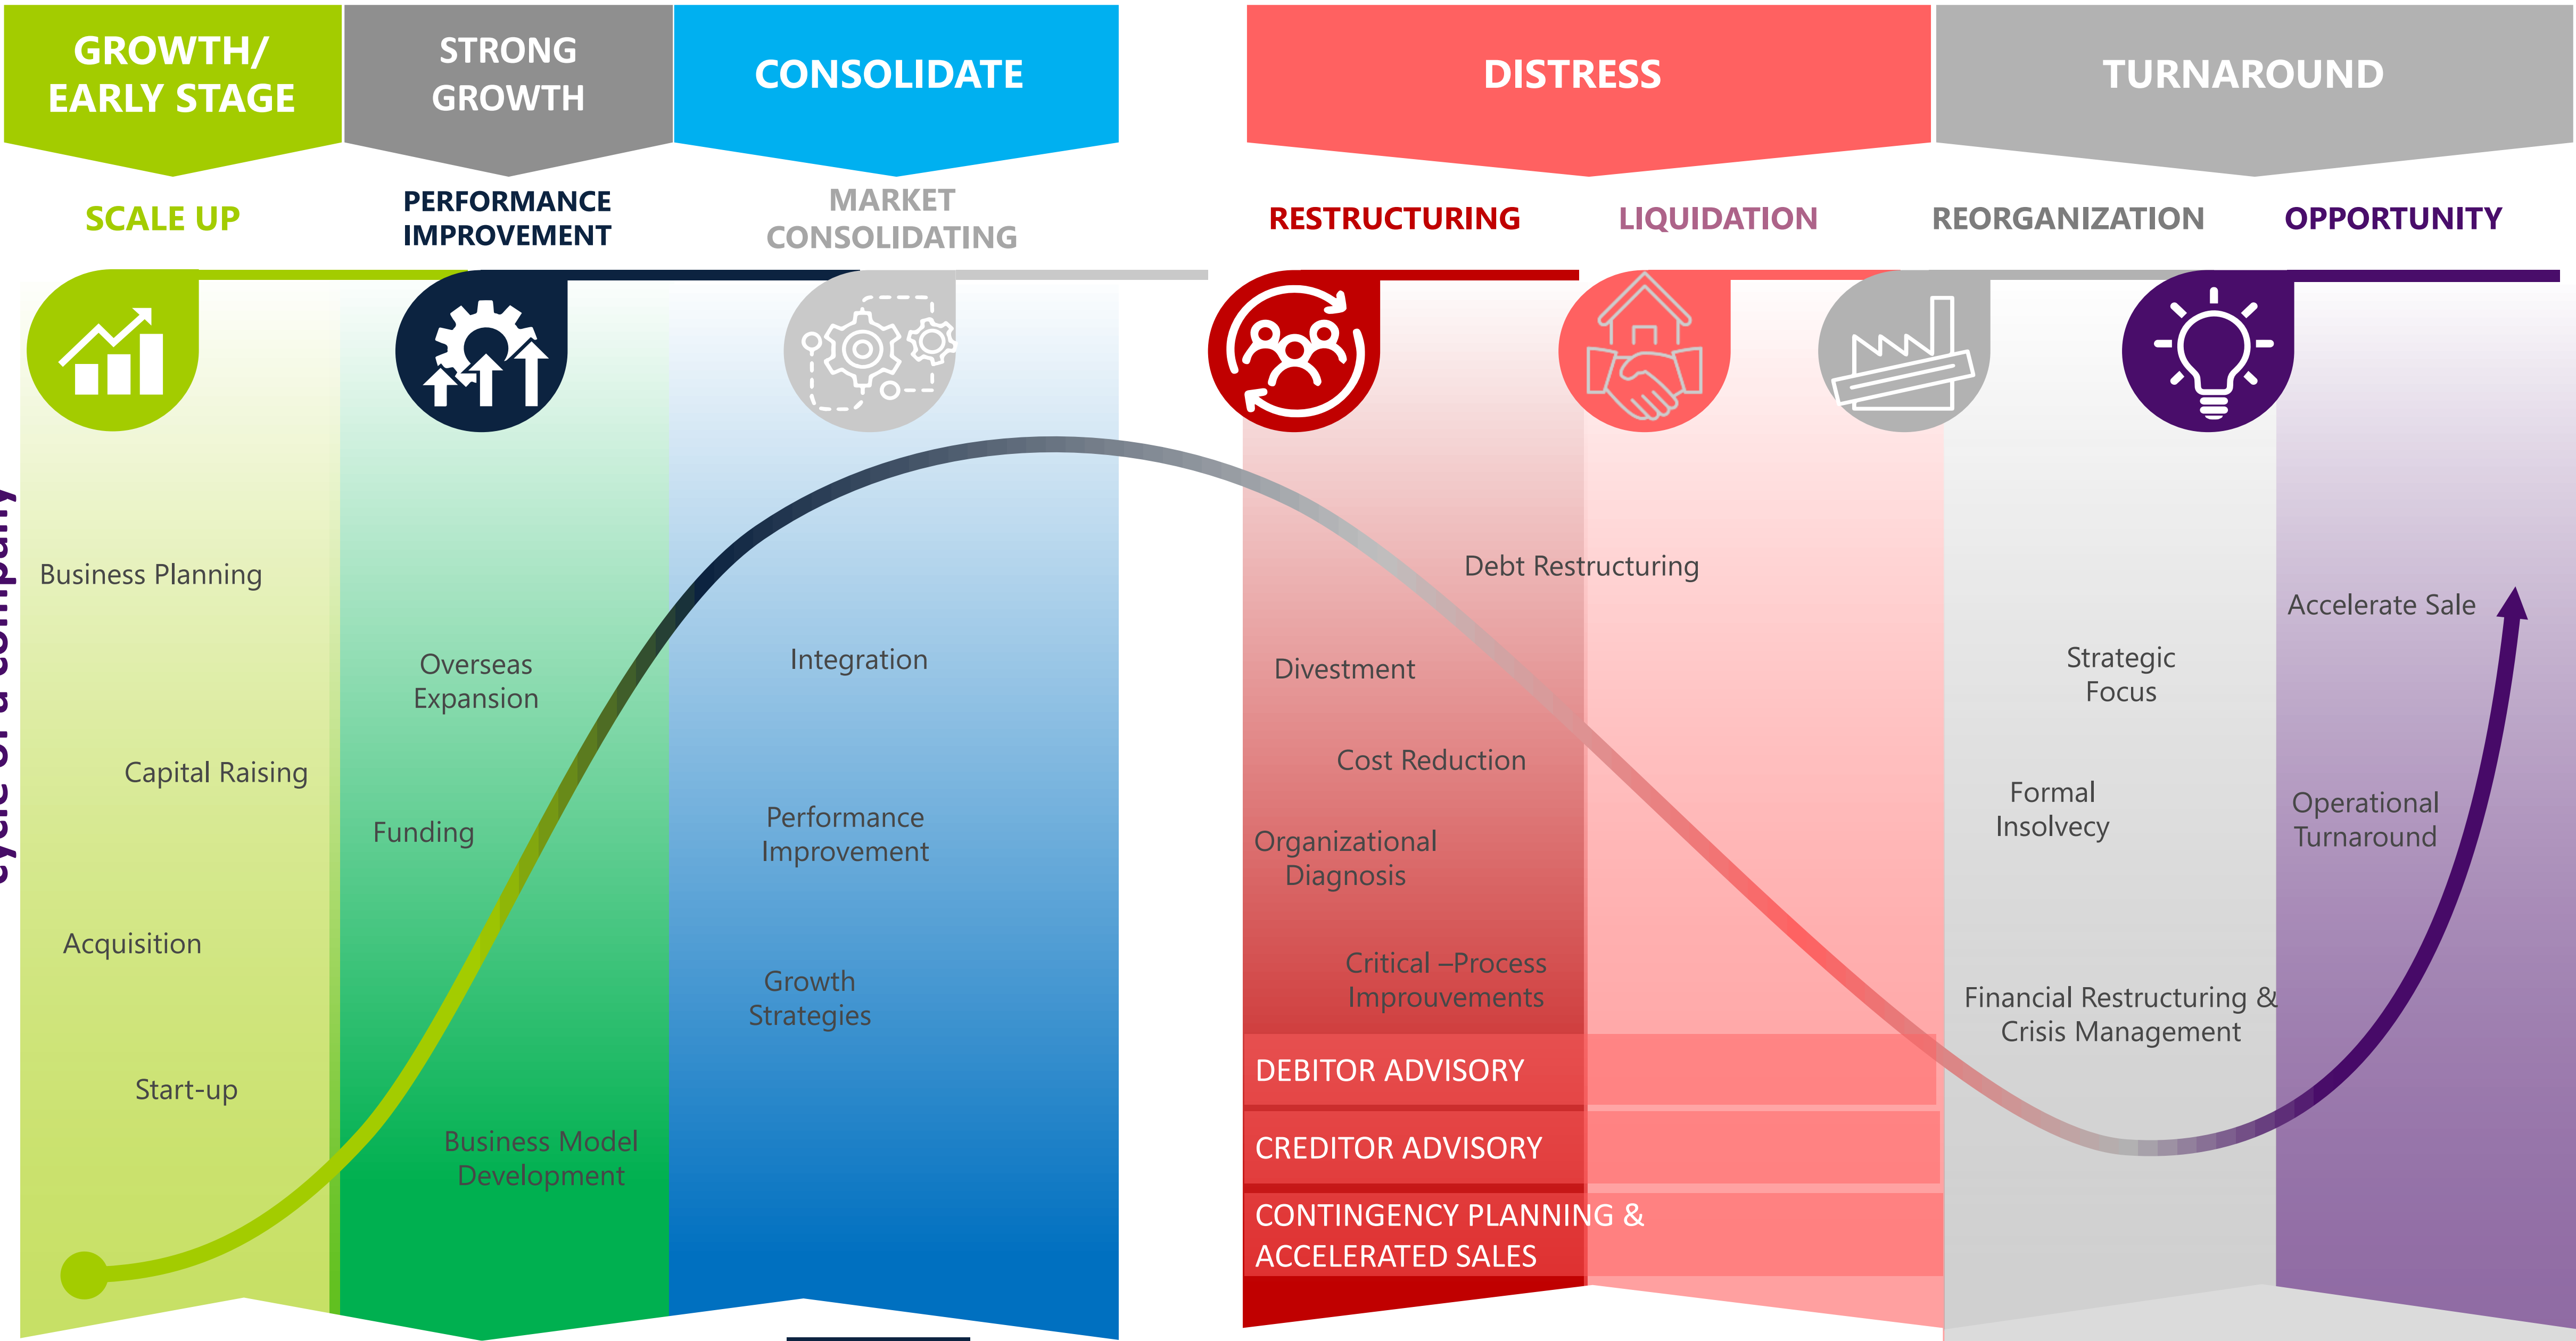 GROWTH/
EARLY STAGE
STRONG
GROWTH
CONSOLIDATE
DISTRESS
TURNAROUND
SCALE UP
PERFORMANCE
IMPROVEMENT
MARKET
CONSOLIDATING
RESTRUCTURING
LIQUIDATION
REORGANIZATION
OPPORTUNITY
Business Planning
Capital Raising
Acquisition
Start-up
Overseas
Expansion
Funding
Business Model
Development
Integration
Performance
Improvement
Growth
Strategies
Debt Restructuring
Divestment
Cost Reduction
Organizational
Diagnosis
Critical –Process
Improuvements
DEBITOR ADVISORY
CREDITOR ADVISORY
CONTINGENCY PLANNING &
ACCELERATED SALES
Strategic
Focus
Formal
Insolvecy
Financial Restructuring &
Crisis Management
Accelerate Sale
Operational
Turnaround